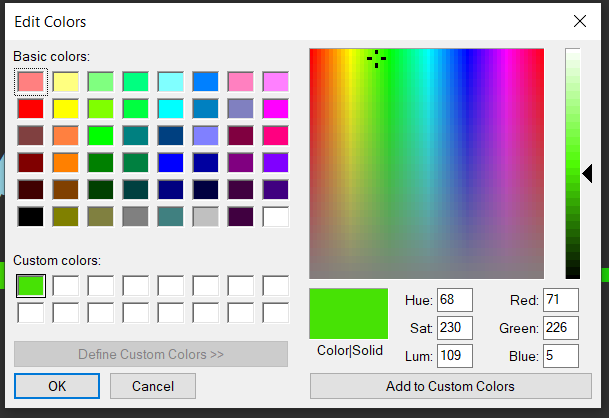 Edit Colors
Basic colors:
Custom colors:
Define Custom Colors >>
OK
Cancel
Color|Solid
Hue: 68
Sat: 230
Lum: 109
Red: 71
Green: 226
Blue: 5
Add to Custom Colors